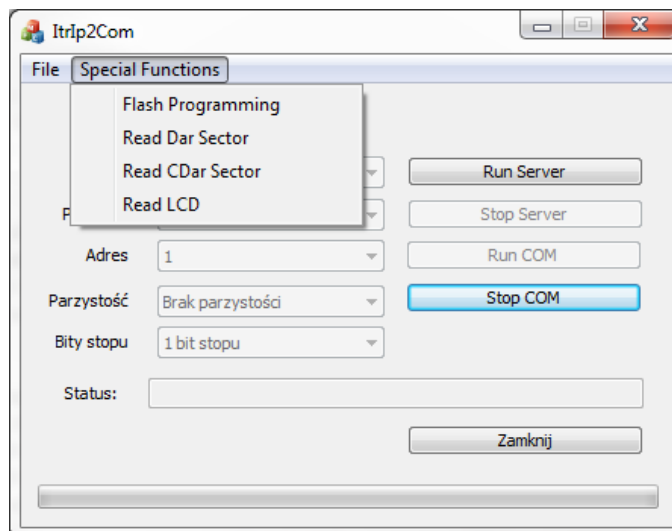 ItrIp2Com
File Special Functions
Flash Programming
Read Dar Sector
Read CDar Sector
Read LCD
Run Server
P
Stop Server
Adres 1
Run COM
Parzystość Brak parzystości
Stop COM
Bity stopu 1 bit stopu
Status:
Zamknij